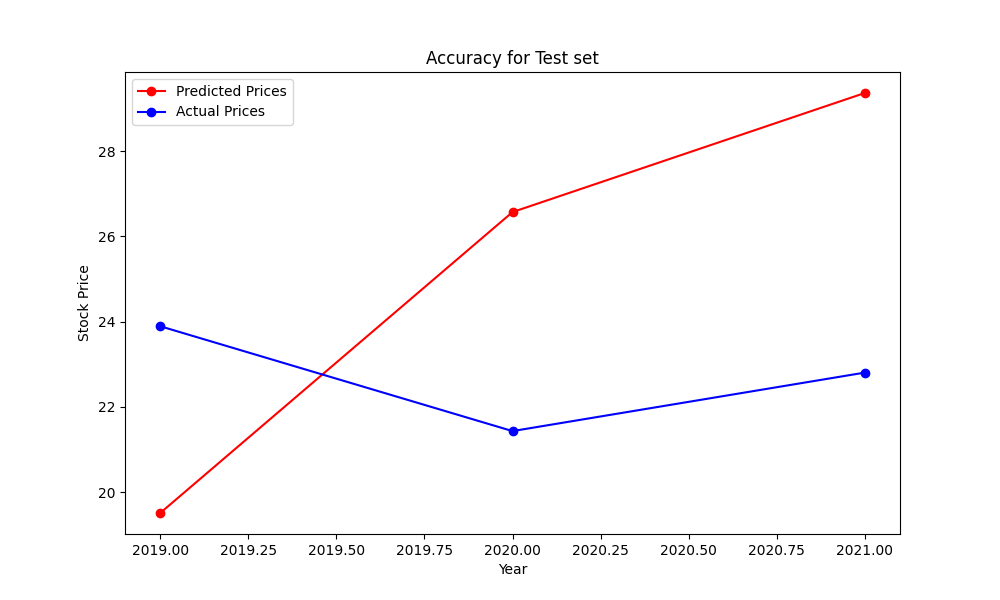 Accuracy for Test set
Predicted Prices
Actual Prices
28
26
24
22
20
Stock Price
2019.00 2019.25 2019.50 2019.75 2020.00 2020.25 2020.50 2020.75 2021.00
Year